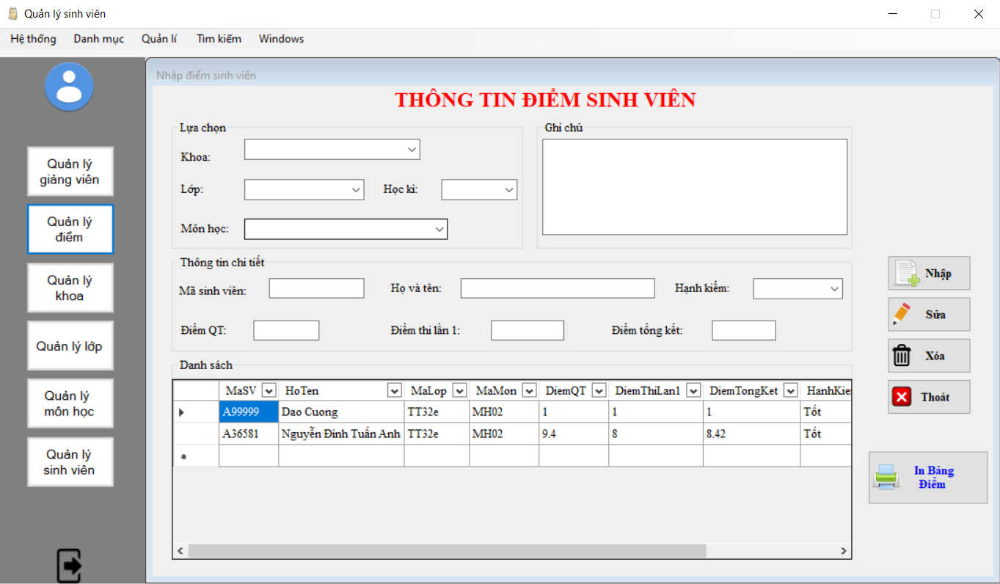 Quản lý sinh viên
Hệ thống Danh mục Quản lí Tìm kiếm Windows
Nhập điểm sinh viên
THÔNG TIN ĐIỂM SINH VIÊN
Quản lý
giảng viên
Quản lý
điểm
Quản lý
khoa
Quản lý lớp
Quản lý
môn học
Quản lý
sinh viên
Lựa chọn
Khoa:
Lớp: Học kì:
Môn học:
Ghi chú
Thông tin chi tiết
Mã sinh viên: Họ và tên: Hạnh kiểm:
Điểm QT: Điểm thi lần 1: Điểm tổng kết:
Danh sách
MaSV HoTen MaLop MaMon DiemQT DiemThiLan1 DiemTongKet HanhKie
A99999 Dao Cuong TT32e MH02 1 1 1 Tốt
A36581 Nguyễn Đình Tuấn Anh TT32e MH02 9.4 8 8.42 Tốt
Nhập
Sửa
Xóa
Thoát
In Bảng
Điểm